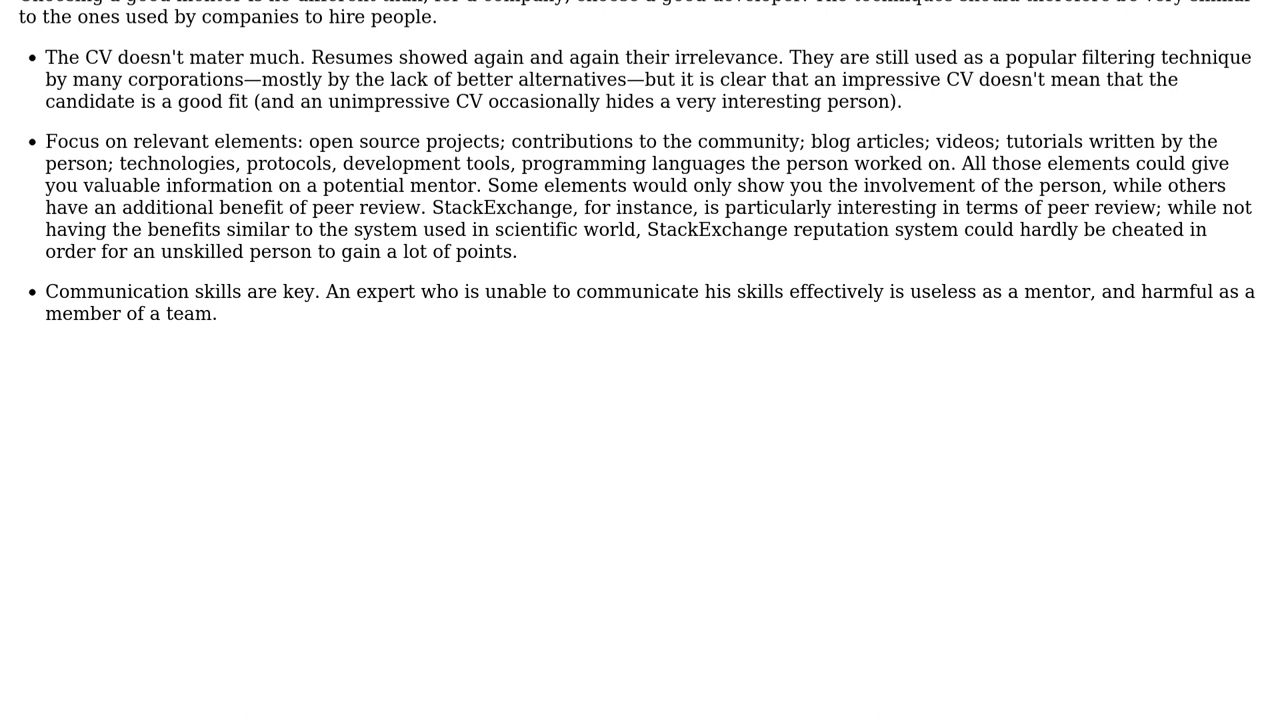 to the ones used by companies to hire people.
The CV doesn't mater much. Resumes showed again and again their irrelevance. They are still used as a popular filtering technique
by many corporations—mostly by the lack of better alternatives—but it is clear that an impressive CV doesn't mean that the
candidate is a good fit (and an unimpressive CV occasionally hides a very interesting person).
Focus on relevant elements: open source projects; contributions to the community; blog articles; videos; tutorials written by the
person; technologies, protocols, development tools, programming languages the person worked on. All those elements could give
you valuable information on a potential mentor. Some elements would only show you the involvement of the person, while others
have an additional benefit of peer review. StackExchange, for instance, is particularly interesting in terms of peer review; while not
having the benefits similar to the system used in scientific world, StackExchange reputation system could hardly be cheated in
order for an unskilled person to gain a lot of points.
Communication skills are key. An expert who is unable to communicate his skills effectively is useless as a mentor, and harmful as a
member of a team.